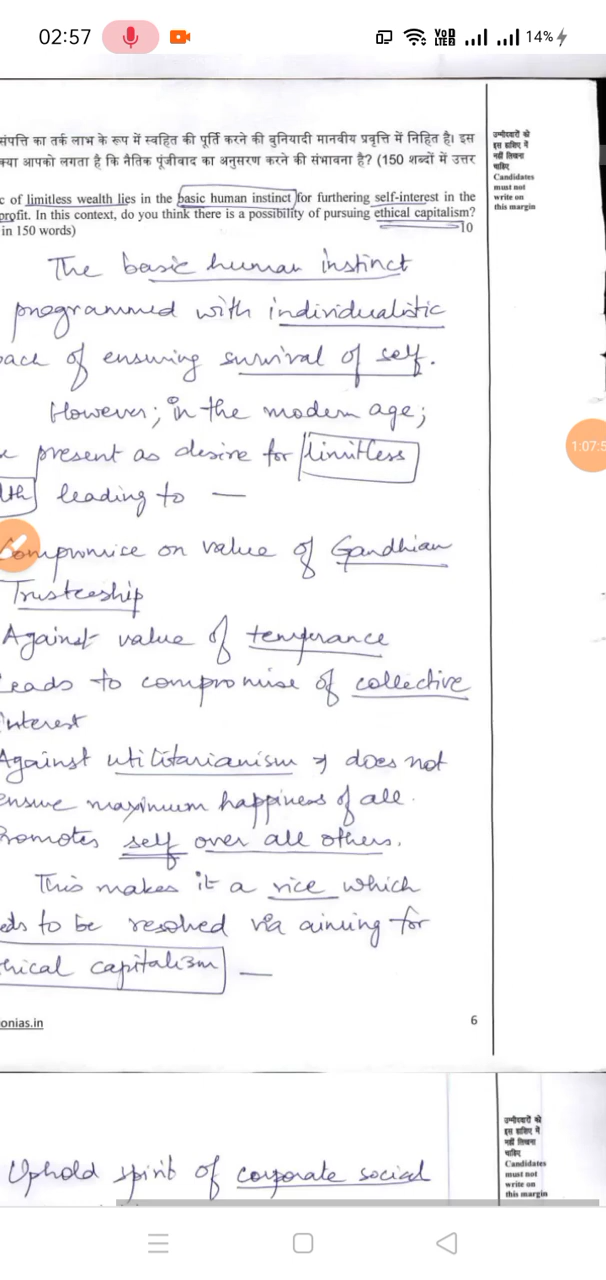 02:57
VoD LTEB
14%
संपत्ति का तर्क लाभ के रूप में स्वहित की पूर्ति करने की बुनियादी मानवीय प्रवृत्ति में निहित है। इस
क्या आपको लगता है कि नैतिक पूंजीवाद का अनुसरण करने की संभावना है? (150 शब्दों में उत्तर
c of limitless wealth lies in the basic human instinct for furthering self-interest in the
profit. In this context, do you think there is a possibility of pursuing ethical capitalism?
in 150 words)
10
उम्मीदवारों को
इस हाशिए में
नहीं लिखना
चाहिए
Candidates
must not
write on
this margin
The basic human instinct
programmed with individualistic
oach of ensuring survival of self.
However; in the modern age;
present as desire for limitless
lth leading to —
1:07:5
Compromise on value of Gandhian
Trusteeship
Against value of temperance
leads to compromise of collective
interest
Against utilitarianism → does not
ensure maximum happiness of all.
Promotes self over all others.
This makes it a vice which
eds to be resolved via aiming for
hical capitalism —
onias.in
6
उम्मीदवारों को
इस हाशिए में
नहीं लिखना
चाहिए
Candidates
must not
write on
this margin
Uphold spirit of corporate social